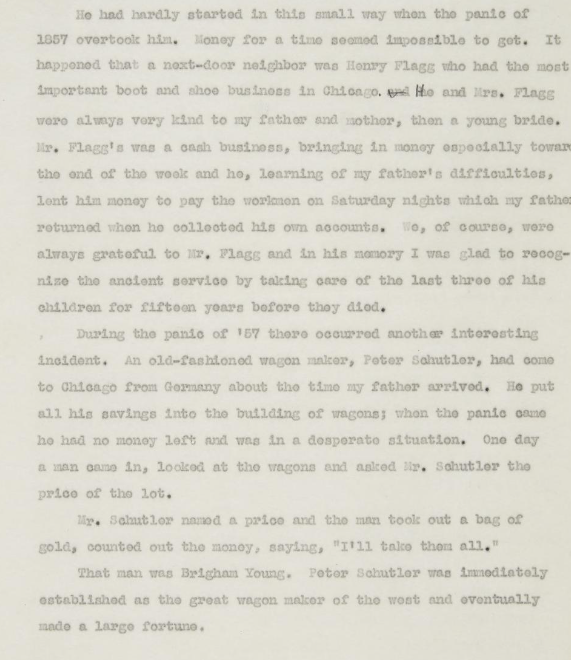 He had hardly started in this small way when the panic of
1857 overtook him. Money for a time seemed impossible to get. It
happened that a next-door neighbor was Henry Flagg who had the most
important boot and shoe business in Chicago. and He and Mrs. Flagg
were always very kind to my father and mother, then a young bride.
Mr. Flagg's was a cash business, bringing in money especially towar
the end of the week and he, learning of my father's difficulties,
lent him money to pay the workmen on Saturday nights which my fathe
returned when he collected his own accounts. We, of course, were
always grateful to Mr. Flagg and in his memory I was glad to recog-
nize the ancient service by taking care of the last three of his
children for fifteen years before they died.
During the panic of '57 there occurred another interesting
incident. An old-fashioned wagon maker, Peter Schutler, had come
to Chicago from Germany about the time my father arrived. He put
all his savings into the building of wagons; when the panic came
he had no money left and was in a desperate situation. One day
a man came in, looked at the wagons and asked Mr. Schutler the
price of the lot.
Mr. Schutler named a price and the man took out a bag of
gold, counted out the money, saying, "I'll take them all."
That man was Brigham Young. Peter Schutler was immediately
established as the great wagon maker of the west and eventually
made a large fortune.